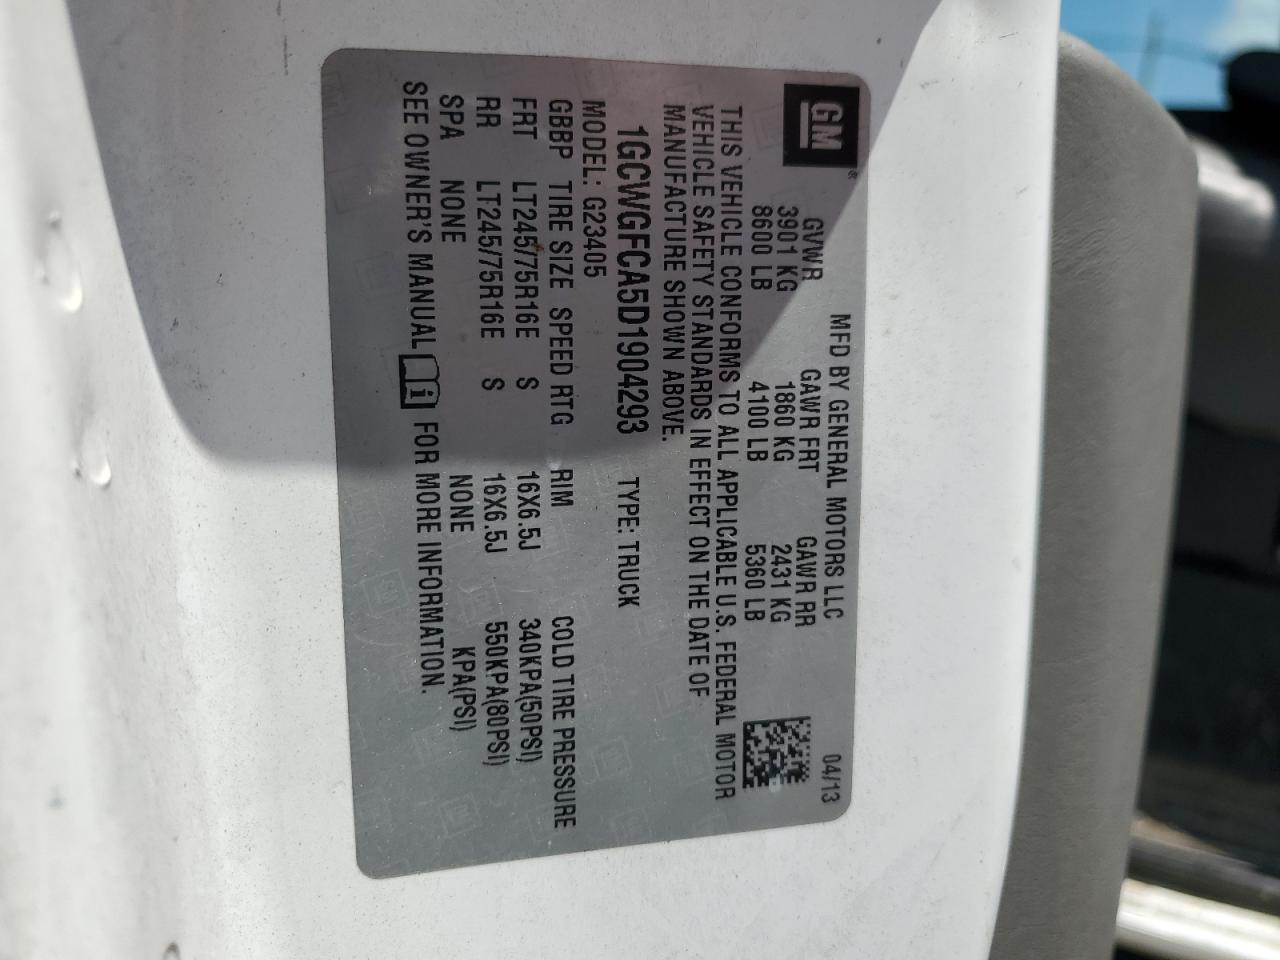 GM®
MFD BY GENERAL MOTORS LLC 04/13
GVWR GAWR FRT GAWR RR
3901 KG 1860 KG 2431 KG
8600 LB 4100 LB 5360 LB
THIS VEHICLE CONFORMS TO ALL APPLICABLE U.S. FEDERAL MOTOR
VEHICLE SAFETY STANDARDS IN EFFECT ON THE DATE OF
MANUFACTURE SHOWN ABOVE.
1GCWGFCA5D1904293 TYPE: TRUCK
MODEL: G23405
GBBP TIRE SIZE SPEED RTG RIM COLD TIRE PRESSURE
FRT LT245/75R16E S 16X6.5J 340KPA(50PSI)
RR LT245/75R16E S 16X6.5J 550KPA(80PSI)
SPA NONE NONE KPA(PSI)
SEE OWNER'S MANUAL FOR MORE INFORMATION.